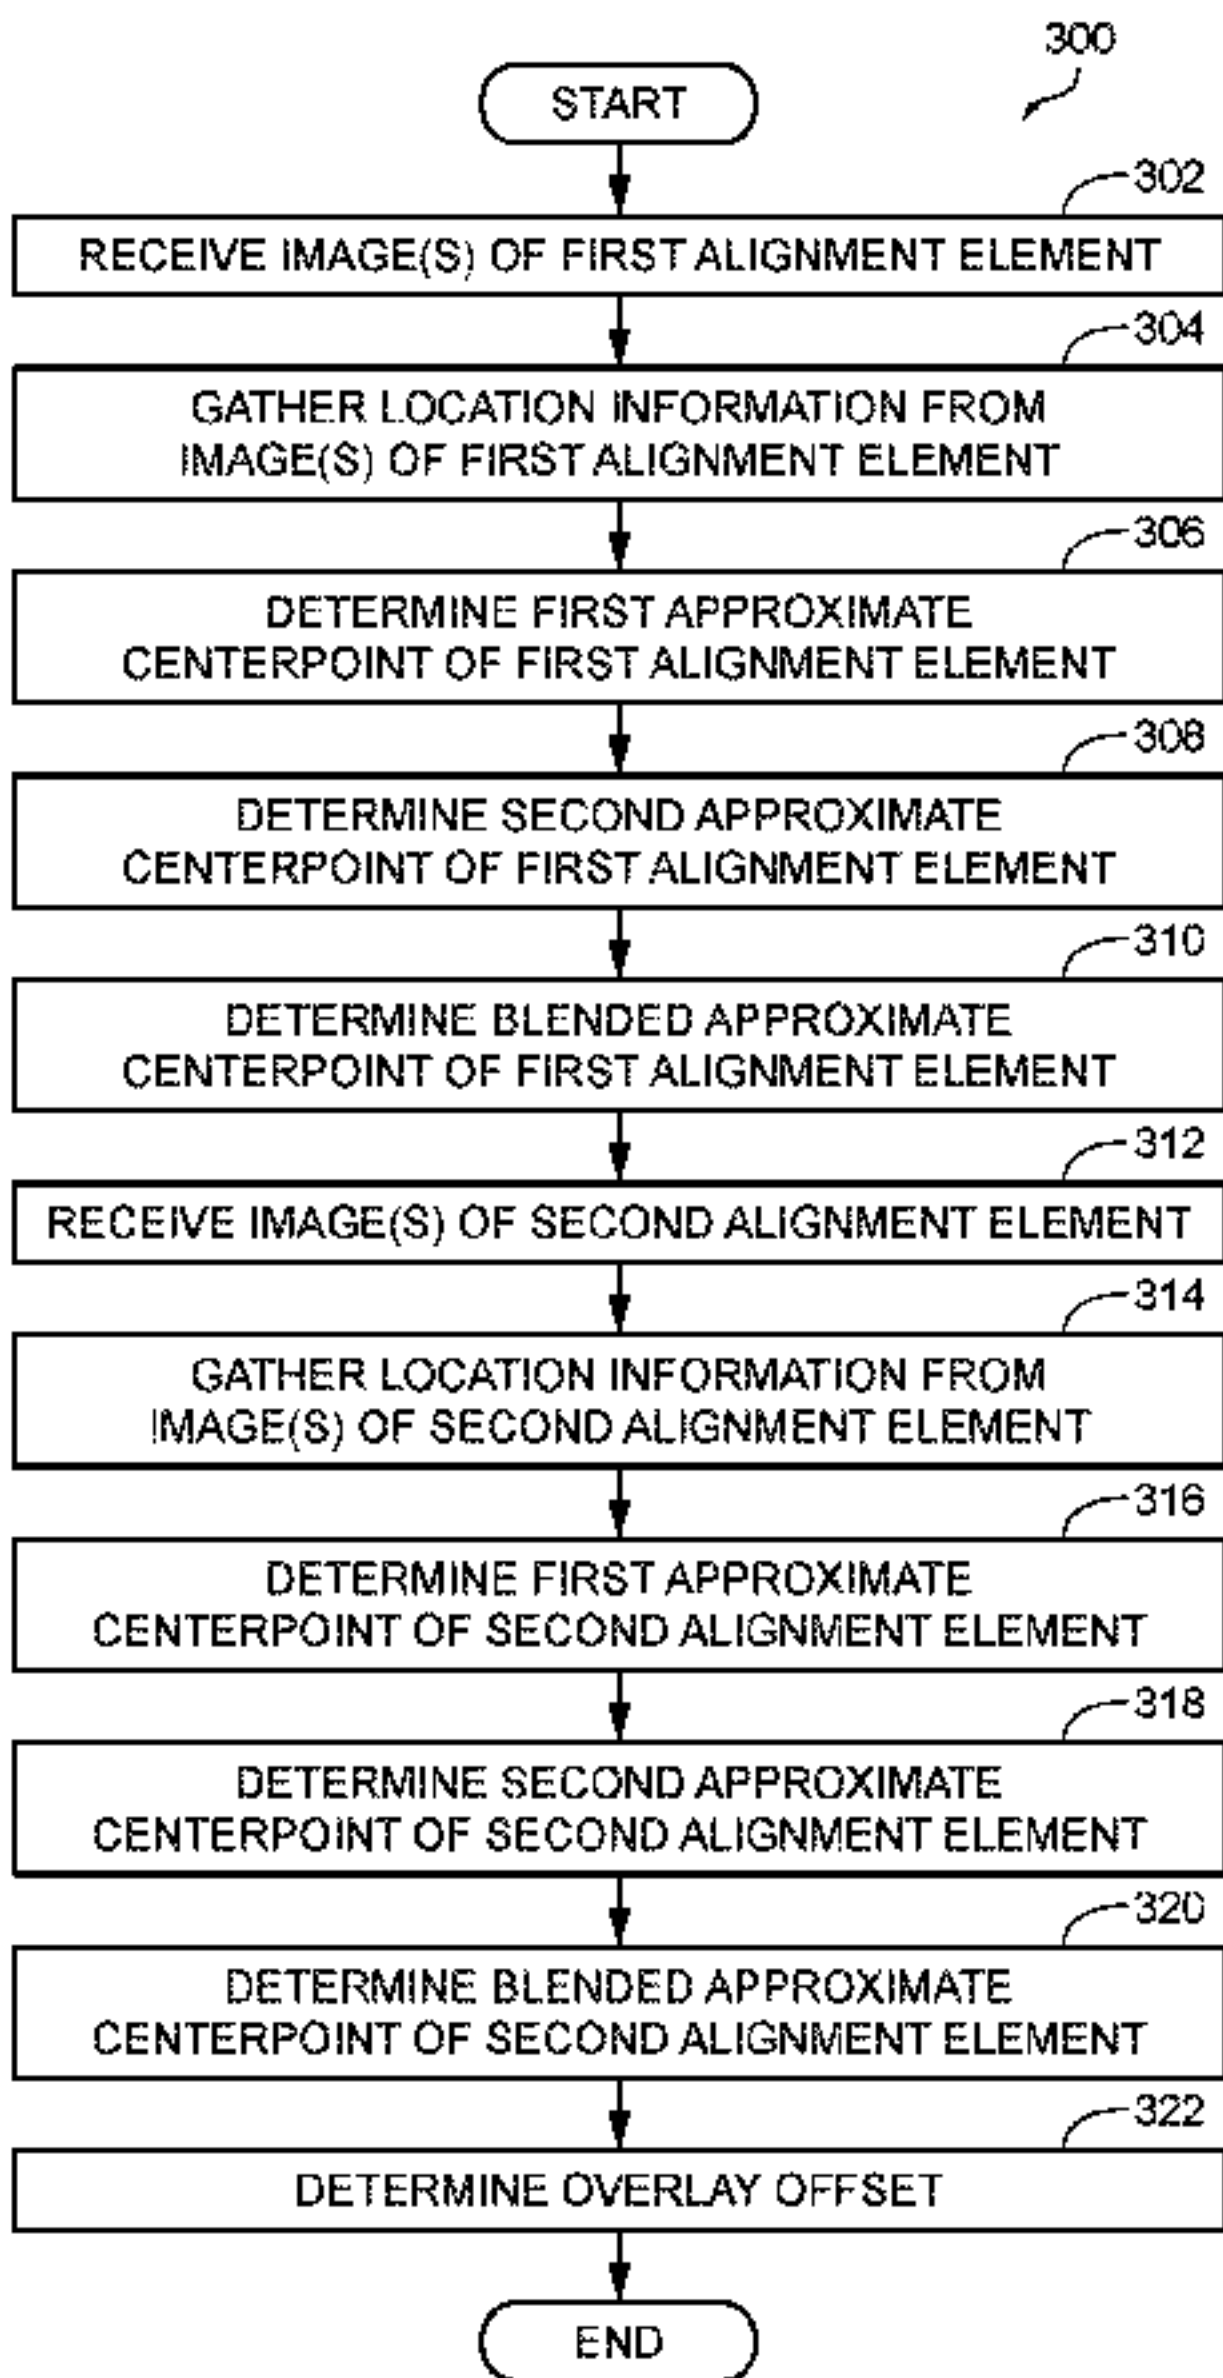 300
START
302
RECEIVE IMAGE(S) OF FIRST ALIGNMENT ELEMENT
304
GATHER LOCATION INFORMATION FROM
IMAGE(S) OF FIRST ALIGNMENT ELEMENT
306
DETERMINE FIRST APPROXIMATE
CENTERPOINT OF FIRST ALIGNMENT ELEMENT
308
DETERMINE SECOND APPROXIMATE
CENTERPOINT OF FIRST ALIGNMENT ELEMENT
310
DETERMINE BLENDED APPROXIMATE
CENTERPOINT OF FIRST ALIGNMENT ELEMENT
312
RECEIVE IMAGE(S) OF SECOND ALIGNMENT ELEMENT
314
GATHER LOCATION INFORMATION FROM
IMAGE(S) OF SECOND ALIGNMENT ELEMENT
316
DETERMINE FIRST APPROXIMATE
CENTERPOINT OF SECOND ALIGNMENT ELEMENT
318
DETERMINE SECOND APPROXIMATE
CENTERPOINT OF SECOND ALIGNMENT ELEMENT
320
DETERMINE BLENDED APPROXIMATE
CENTERPOINT OF SECOND ALIGNMENT ELEMENT
322
DETERMINE OVERLAY OFFSET
END